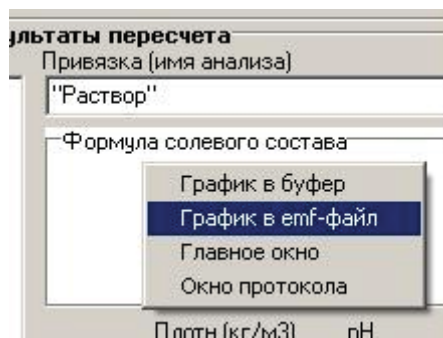 ультаты пересчета
Привязка (имя анализа)
"Раствор"
Формула солевого состава
График в буфер
График в emf-файл
Главное окно
Окно протокола
Плотн (кг/м3) pH